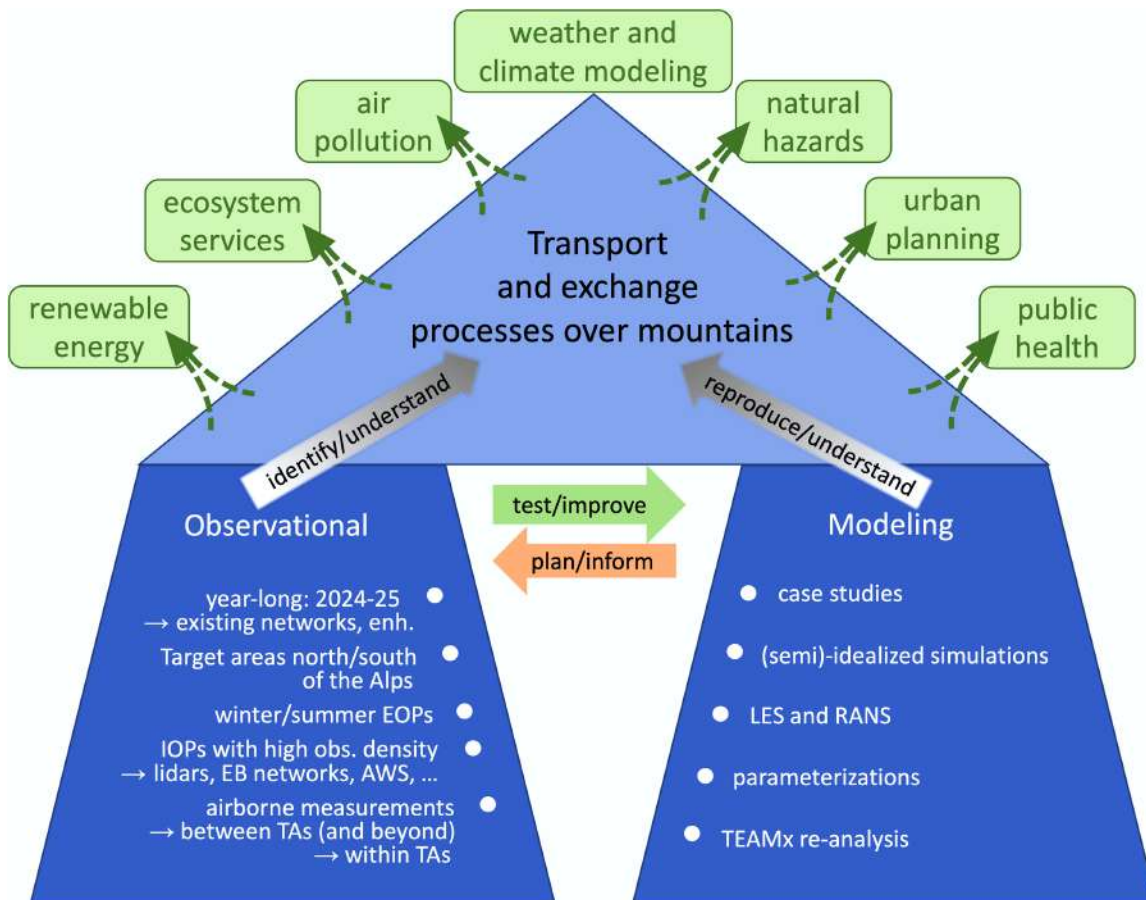 weather and
climate modeling
air
pollution
natural
hazards
ecosystem
services
urban
planning
renewable
energy
public
health
Transport
and exchange
processes over mountains
identify/understand
reproduce/understand
test/improve
plan/inform
Observational
year-long: 2024-25
→ existing networks, enh.
Target areas north/south
of the Alps
winter/summer EOPs
IOPs with high obs. density
→ lidars, EB networks, AWS, ...
airborne measurements
→ between TAs (and beyond)
→ within TAs
Modeling
case studies
(semi)-idealized simulations
LES and RANS
parameterizations
TEAMx re-analysis